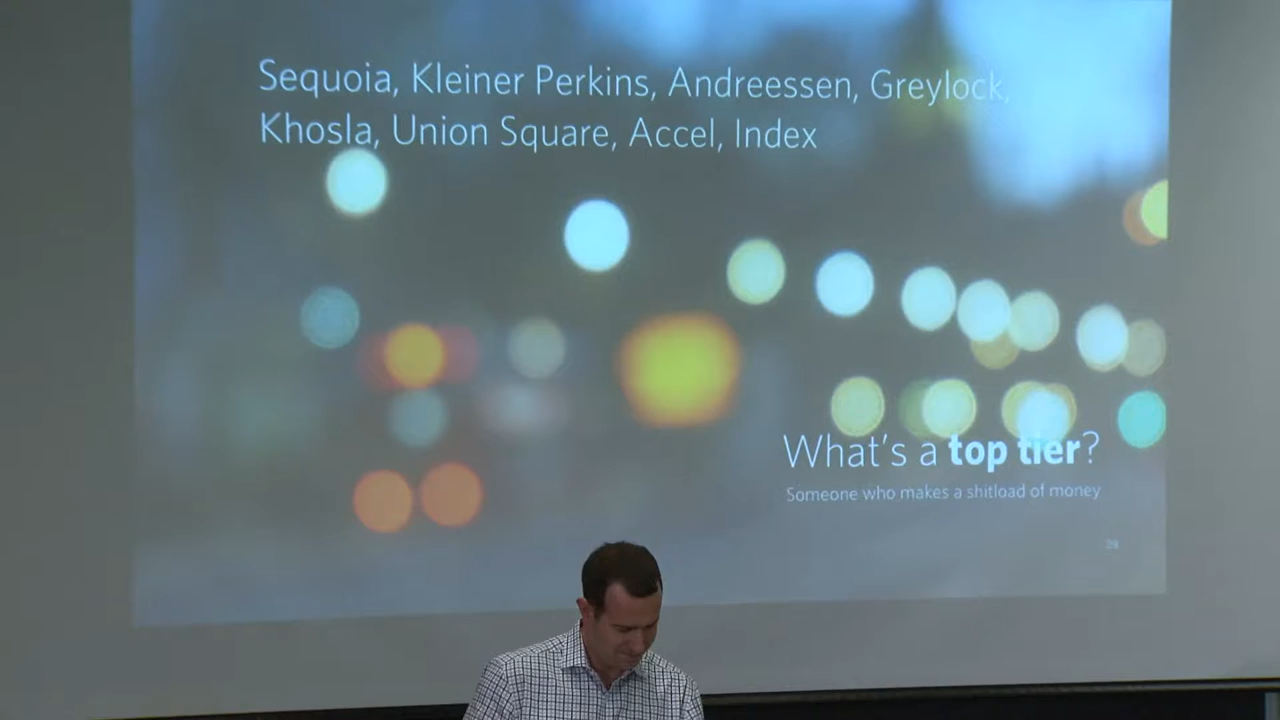 Sequoia, Kleiner Perkins, Andreessen, Greylock,
Khosla, Union Square, Accel, Index
What's a top tier?
Someone who makes a shitload of money
29